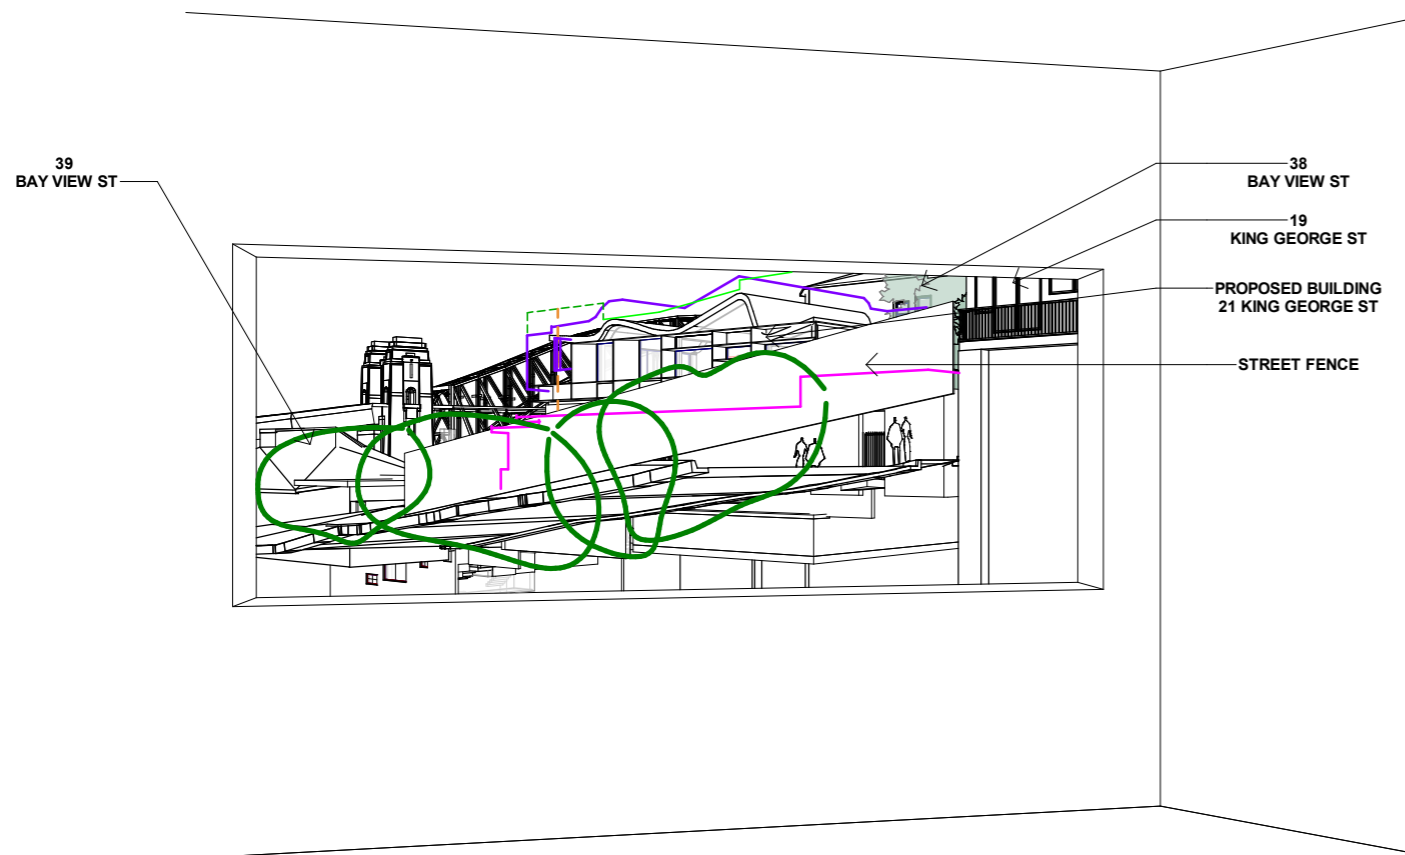 39
BAY VIEW ST
38
BAY VIEW ST
19
KING GEORGE ST
PROPOSED BUILDING
21 KING GEORGE ST
STREET FENCE